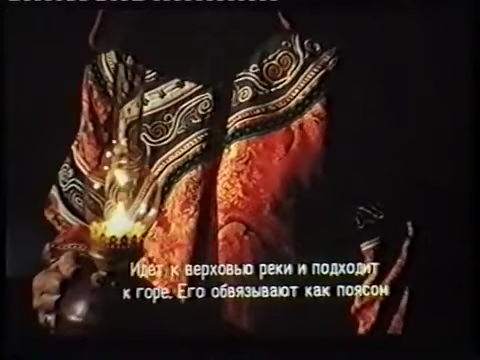 Идет к верховью реки и подходит
к горе. Его обвязывают как поясом